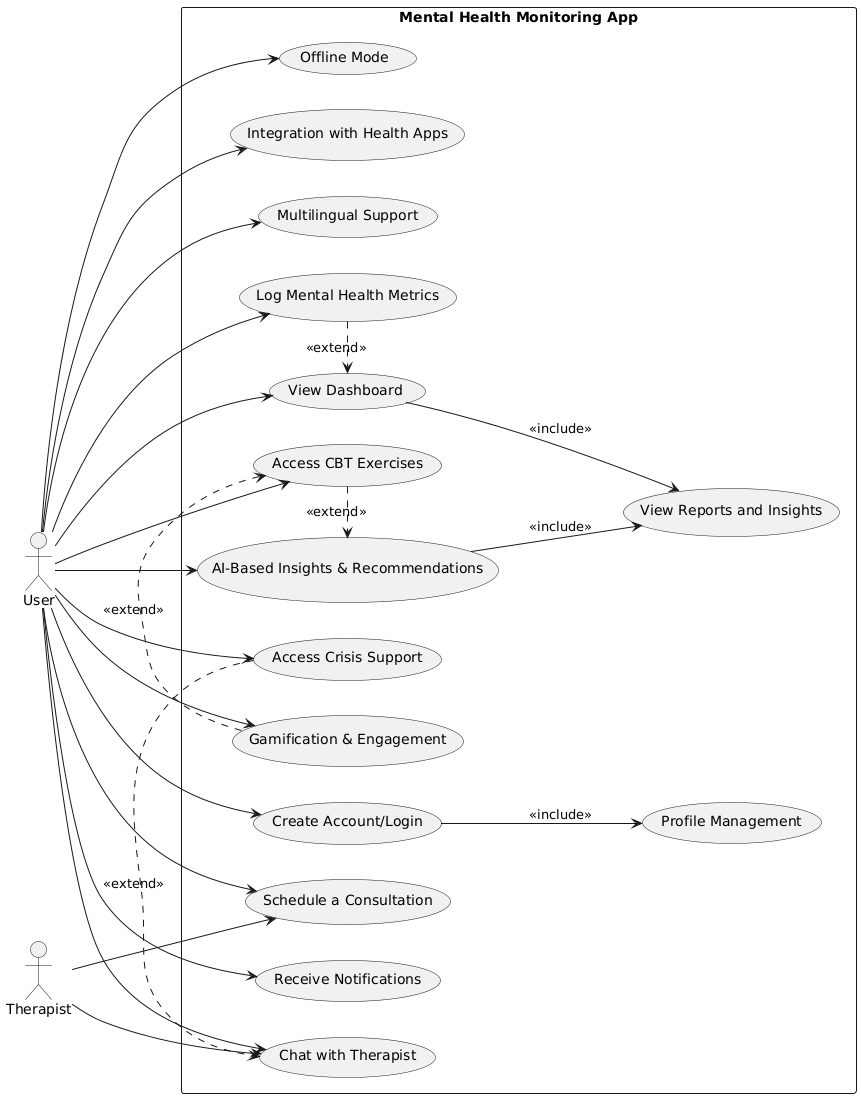 Mental Health Monitoring App
Offline Mode
Integration with Health Apps
Multilingual Support
Log Mental Health Metrics
«extend»
View Dashboard
«include»
Access CBT Exercises
«extend»
View Reports and Insights
«include»
AI-Based Insights & Recommendations
User
«extend»
Access Crisis Support
Gamification & Engagement
«include»
Create Account/Login
Profile Management
«extend»
Schedule a Consultation
Receive Notifications
Therapist
Chat with Therapist